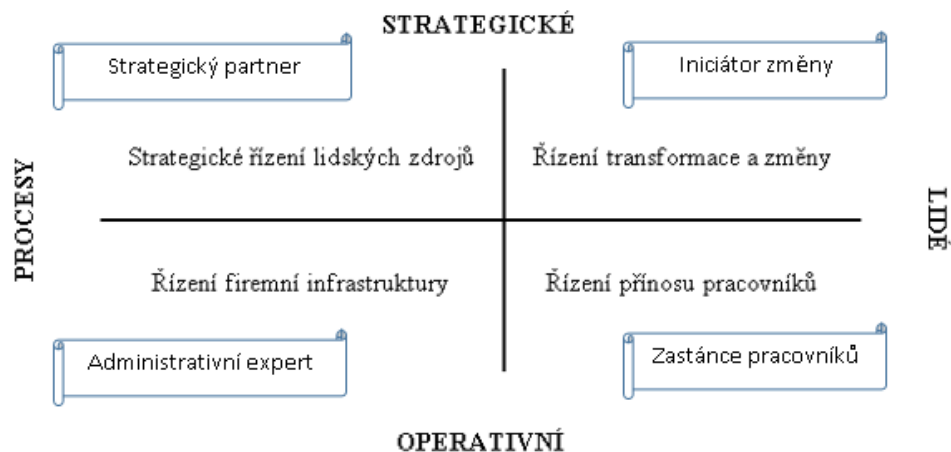 STRATEGICKÉ
Strategický partner
Iniciátor změny
Strategické řízení lidských zdrojů
Řízení transformace a změny
PROCESY
LIDÉ
Řízení firemní infrastruktury
Řízení přínosu pracovníků
Administrativní expert
Zastánce pracovníků
OPERATIVNÍ